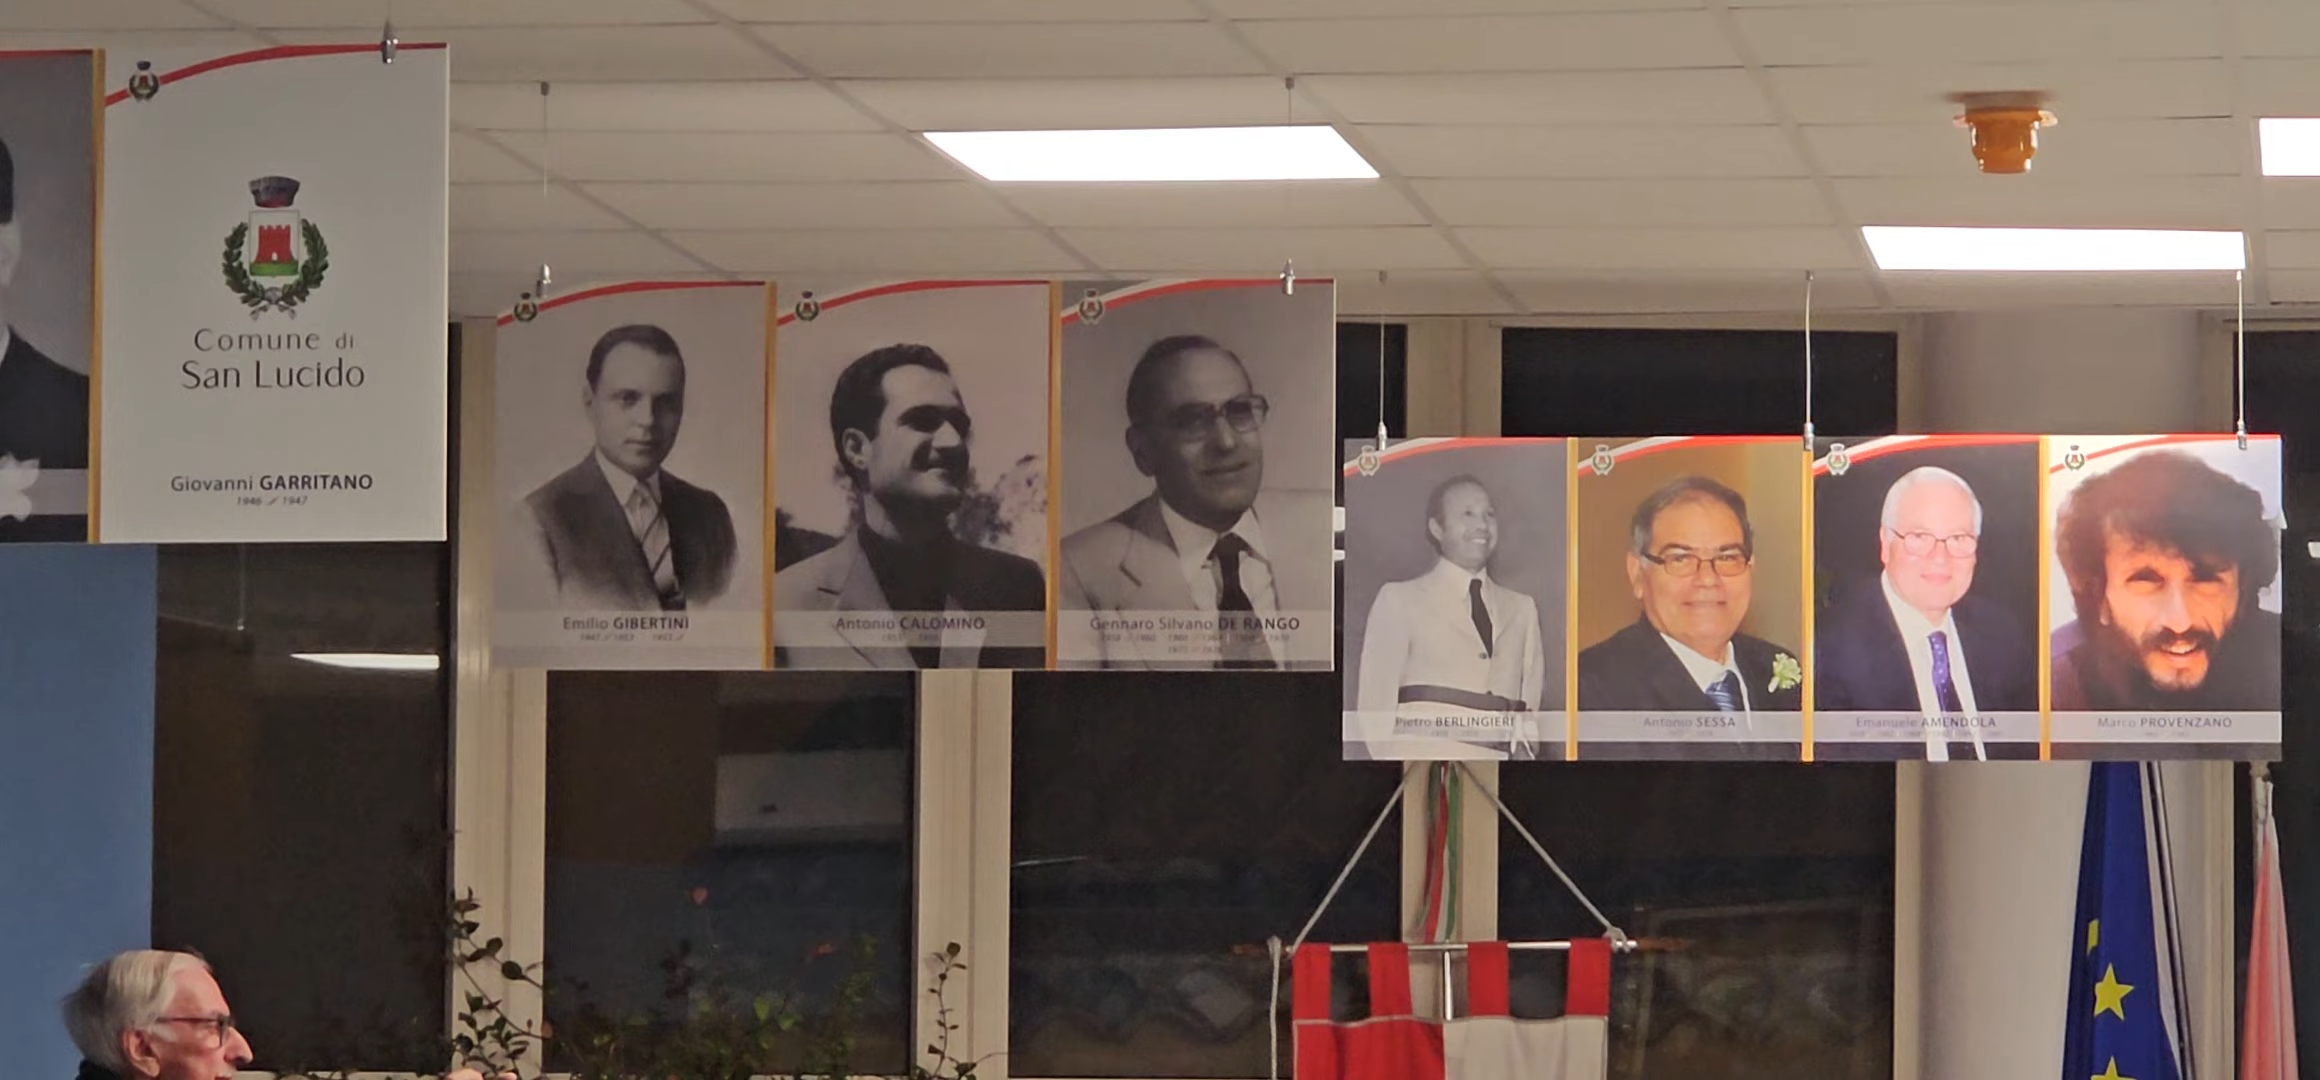 Comune di
San Lucido
Giovanni GARRITANO
1946 // 1947
Emilio GIBERTINI
Antonio CALOMINO
Gennaro Silvano DE RANGO
Pietro BERLINGIERI
Antonio SESSA
Emanuele AMENDOLA
Marco PROVENZANO